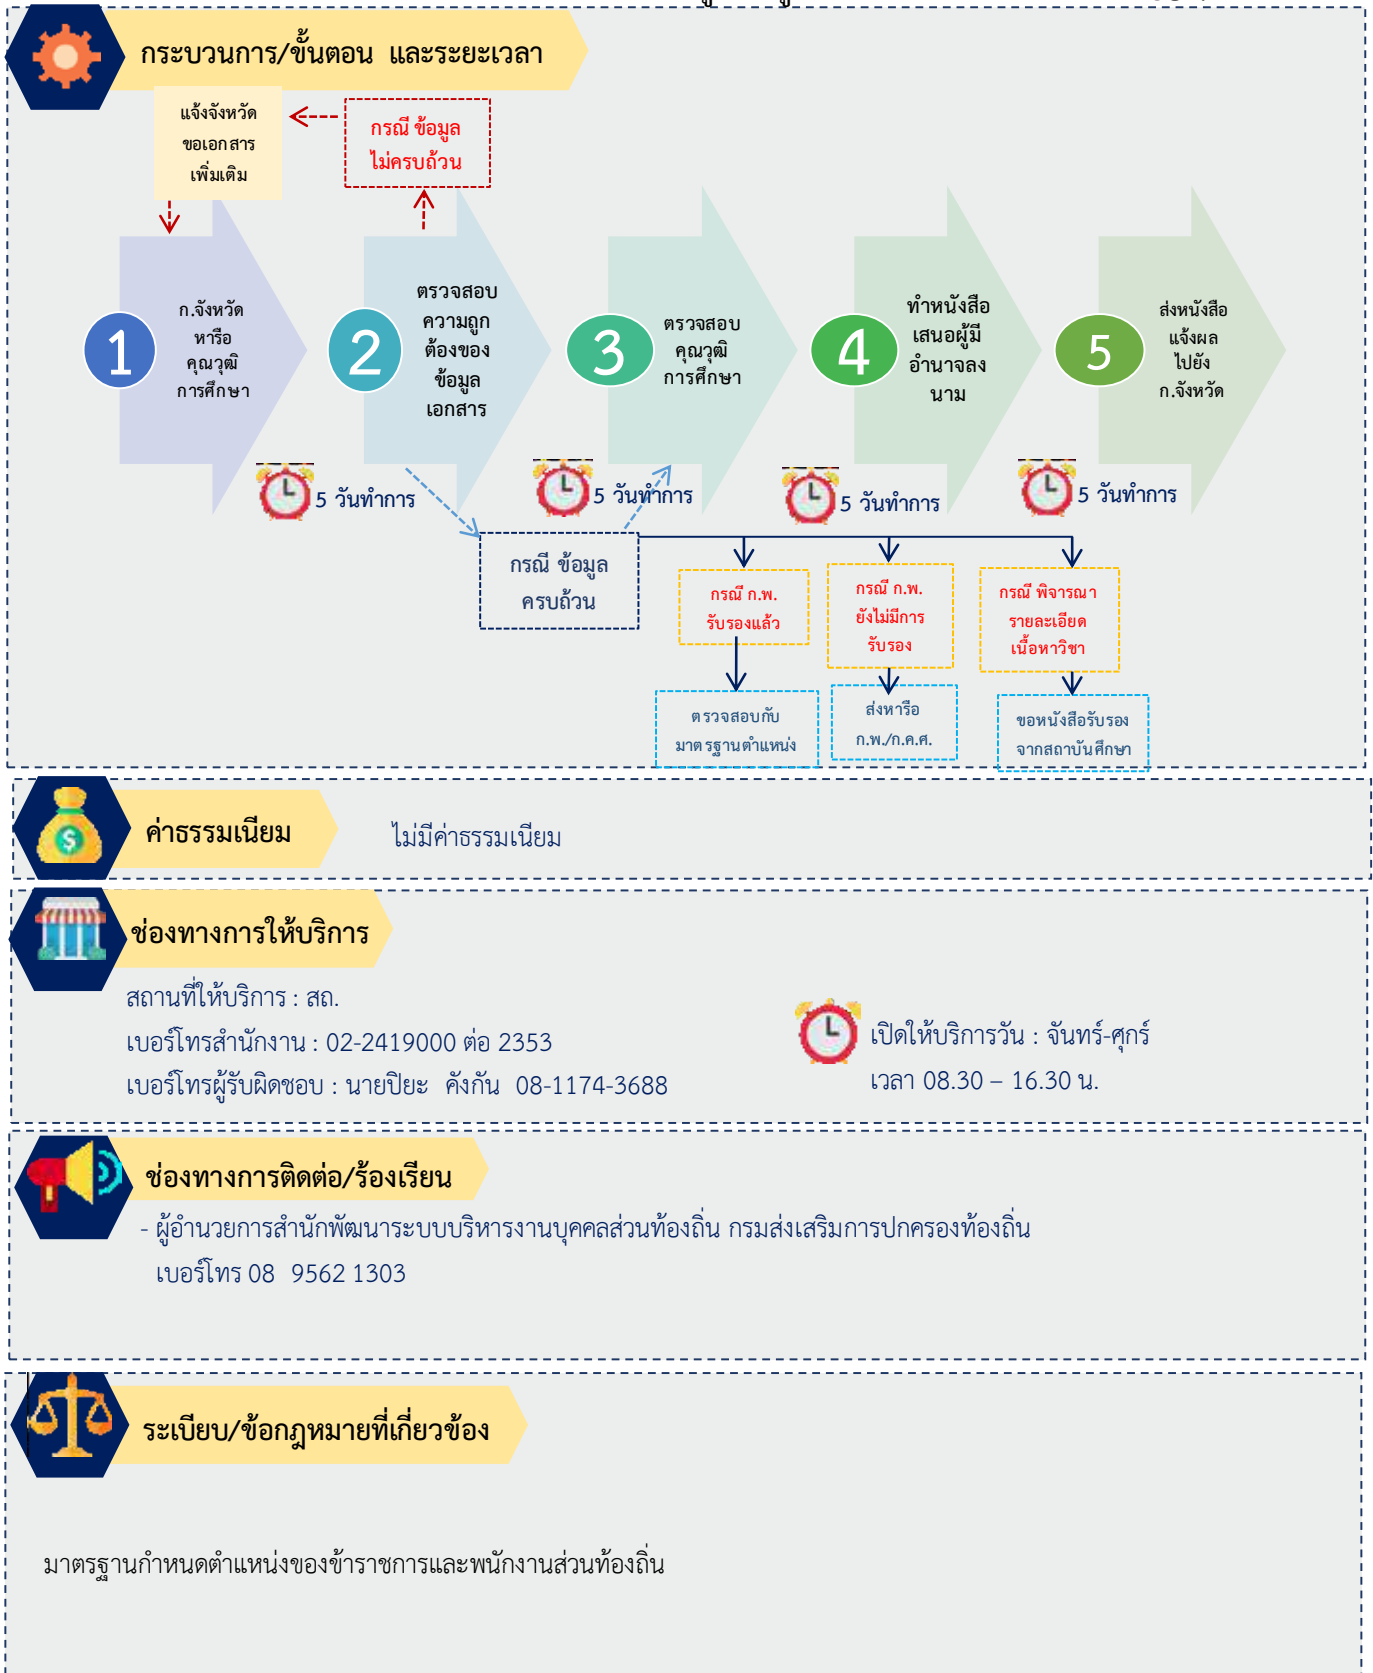 กระบวนการ/ขั้นตอน และระยะเวลา
แจ้งจังหวัด
ขอเอกสาร
เพิ่มเติม
กรณี ข้อมูล
ไม่ครบถ้วน
1
ก.จังหวัด
หารือ
คุณวุฒิ
การศึกษา
2
ตรวจสอบ
ความถูก
ต้องของ
ข้อมูล
เอกสาร
3
ตรวจสอบ
คุณวุฒิ
การศึกษา
4
ทำหนังสือ
เสนอผู้มี
อำนาจลง
นาม
5
ส่งหนังสือ
แจ้งผล
ไปยัง
ก.จังหวัด
5 วันทำการ
5 วันทำการ
5 วันทำการ
5 วันทำการ
กรณี ข้อมูล
ครบถ้วน
กรณี ก.พ.
รับรองแล้ว
กรณี ก.พ.
ยังไม่มีการ
รับรอง
กรณี พิจารณา
รายละเอียด
เนื้อหาวิชา
ตรวจสอบกับ
มาตรฐานตำแหน่ง
ส่งหารือ
ก.พ./ก.ค.ศ.
ขอหนังสือรับรอง
จากสถาบันศึกษา
ค่าธรรมเนียม
ไม่มีค่าธรรมเนียม
ช่องทางการให้บริการ
สถานที่ให้บริการ : สถ.
เบอร์โทรสำนักงาน : 02-2419000 ต่อ 2353
เบอร์โทรผู้รับผิดชอบ : นายปิยะ คังกัน 08-1174-3688
เปิดให้บริการวัน : จันทร์-ศุกร์
เวลา 08.30 – 16.30 น.
ช่องทางการติดต่อ/ร้องเรียน
- ผู้อำนวยการสำนักพัฒนาระบบบริหารงานบุคคลส่วนท้องถิ่น กรมส่งเสริมการปกครองท้องถิ่น
เบอร์โทร 08 9562 1303
ระเบียบ/ข้อกฎหมายที่เกี่ยวข้อง
มาตรฐานกำหนดตำแหน่งของข้าราชการและพนักงานส่วนท้องถิ่น